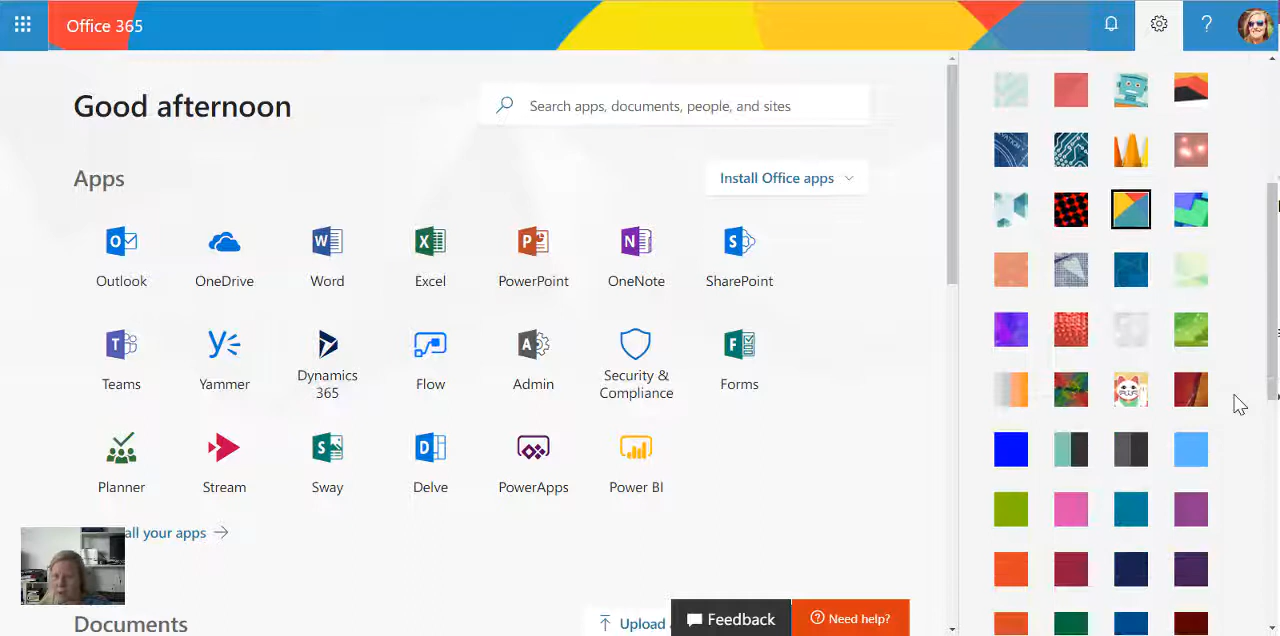 Office 365
?
Good afternoon
Search apps, documents, people, and sites
Apps
Install Office apps
Outlook
OneDrive
Word
Excel
PowerPoint
OneNote
SharePoint
Teams
Yammer
Dynamics
365
Flow
Admin
Security &
Compliance
Forms
Planner
Stream
Sway
Delve
PowerApps
Power BI
all your apps →
Documents
Upload
Feedback
Need help?